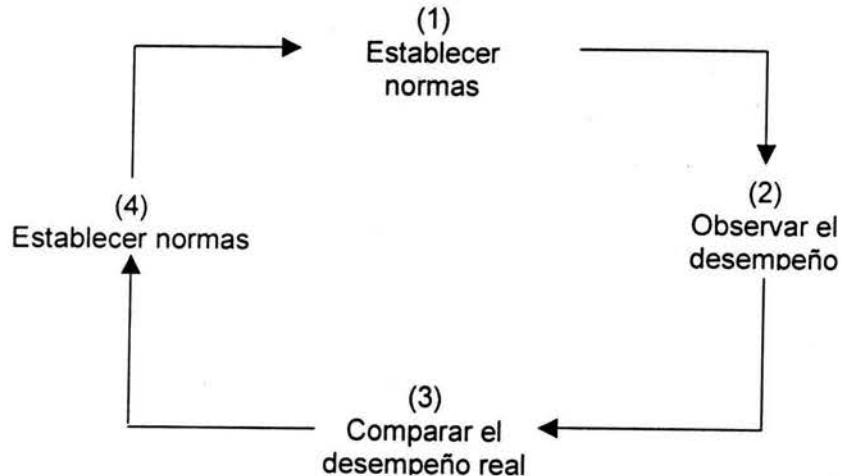 (1)
Establecer
normas
(2)
Observar el
desempeño
(3)
Comparar el
desempeño real
(4)
Establecer normas